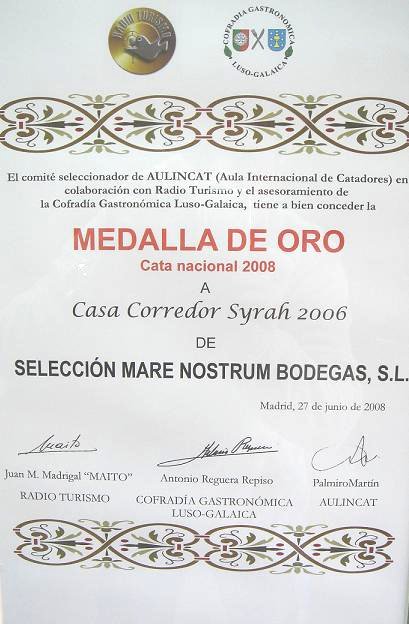 RADIO TURISMO
COFRADÍA GASTRONÓMICA
LUSO-GALAICA
El comité seleccionador de AULINCAT (Aula Internacional de Catadores) en
colaboración con Radio Turismo y el asesoramiento de
la Cofradía Gastronómica Luso-Galaica, tiene a bien conceder la
MEDALLA DE ORO
Cata nacional 2008
A
Casa Corredor Syrah 2006
DE
SELECCIÓN MARE NOSTRUM BODEGAS, S.L.
Madrid, 27 de junio de 2008
Juan M. Madrigal “MAITO”
RADIO TURISMO
Antonio Reguera Repiso
COFRADÍA GASTRONÓMICA
LUSO-GALAICA
PalmiroMartín
AULINCAT